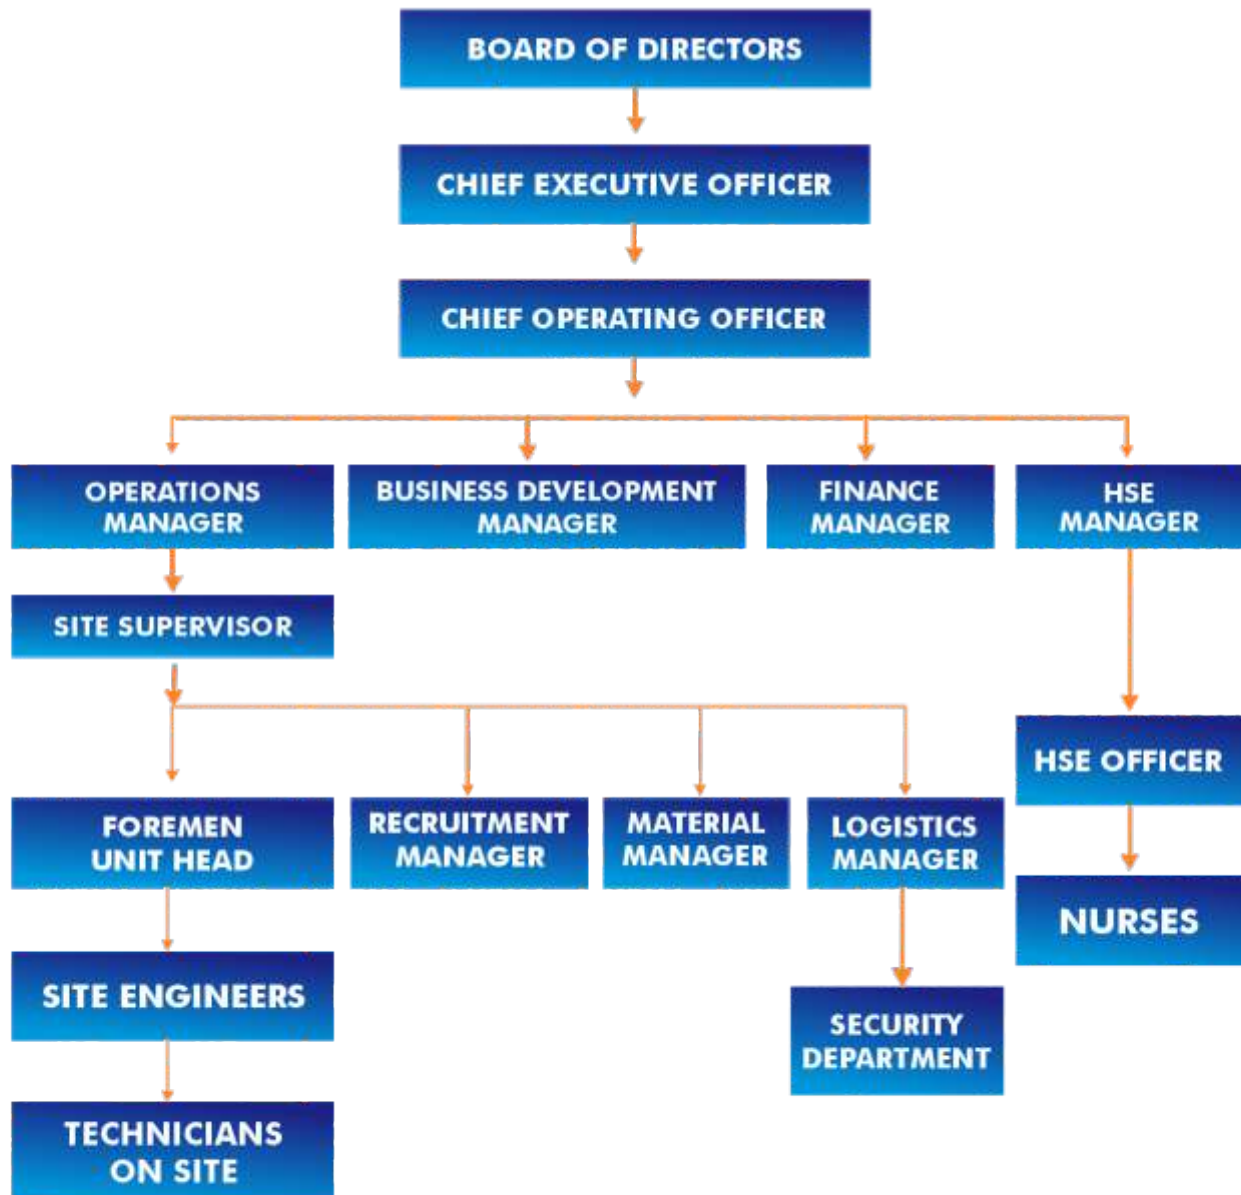 BOARD OF DIRECTORS
CHIEF EXECUTIVE OFFICER
CHIEF OPERATING OFFICER
OPERATIONS
MANAGER
BUSINESS DEVELOPMENT
MANAGER
FINANCE
MANAGER
HSE
MANAGER
SITE SUPERVISOR
HSE OFFICER
FOREMEN
UNIT HEAD
RECRUITMENT
MANAGER
MATERIAL
MANAGER
LOGISTICS
MANAGER
NURSES
SITE ENGINEERS
SECURITY
DEPARTMENT
TECHNICIANS
ON SITE